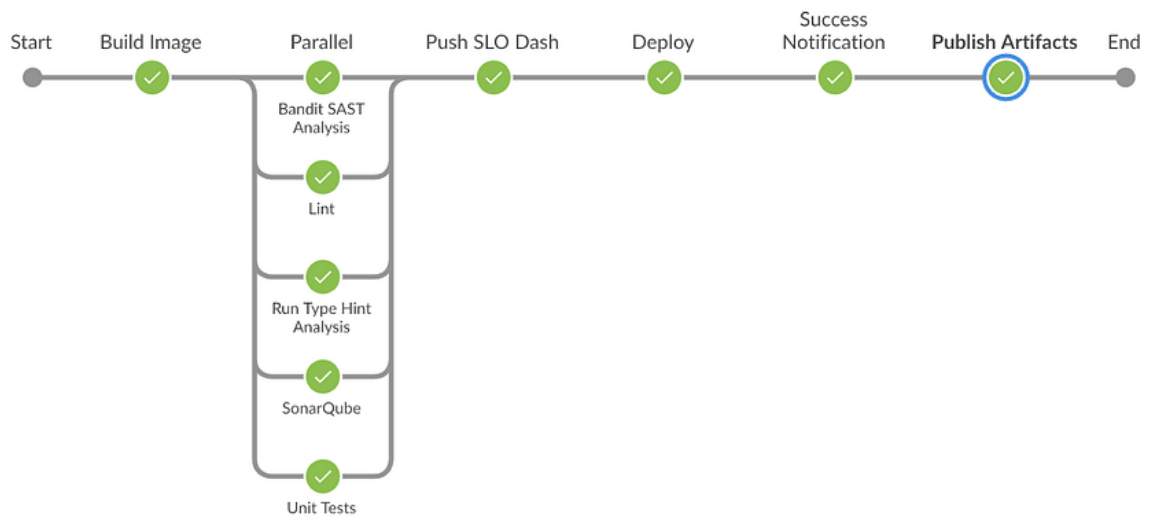 Start
Build Image
Parallel
Push SLO Dash
Deploy
Success
Notification
Publish Artifacts
End
Bandit SAST
Analysis
Lint
Run Type Hint
Analysis
SonarQube
Unit Tests